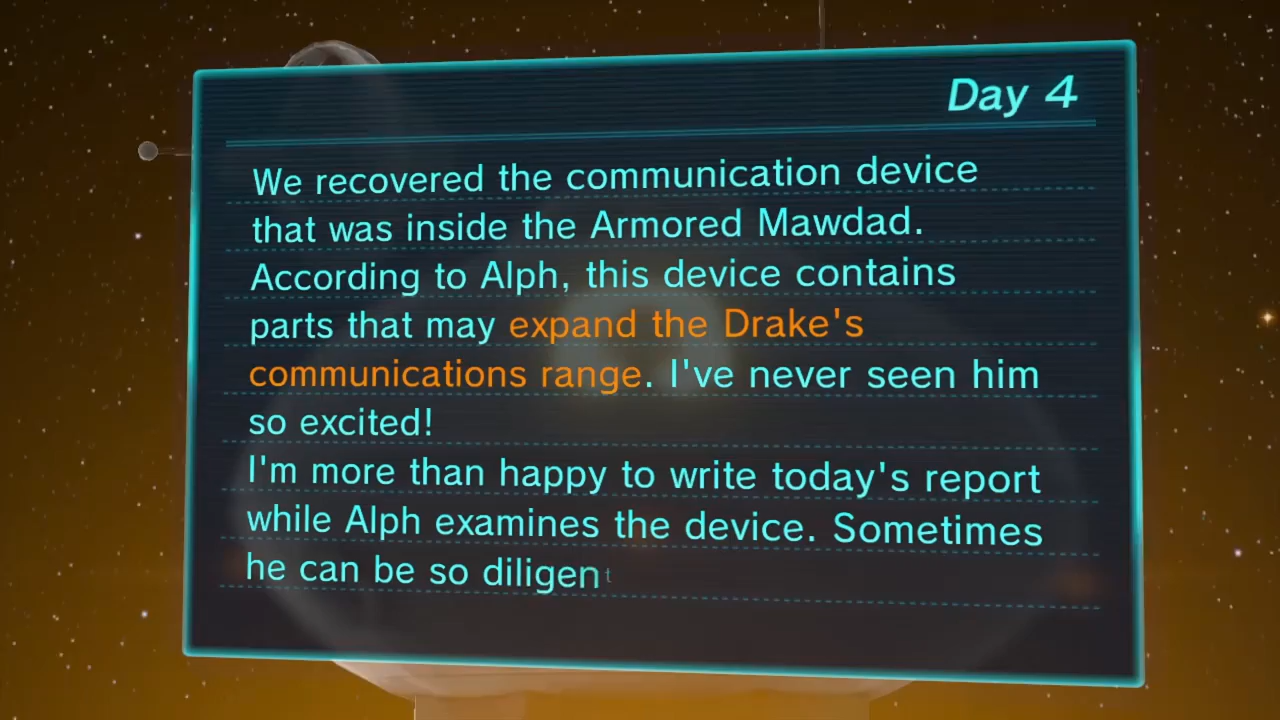 Day 4
We recovered the communication device
that was inside the Armored Mawdad.
According to Alph, this device contains
parts that may expand the Drake's
communications range. I've never seen him
so excited!
I'm more than happy to write today's report
while Alph examines the device. Sometimes
he can be so diligent